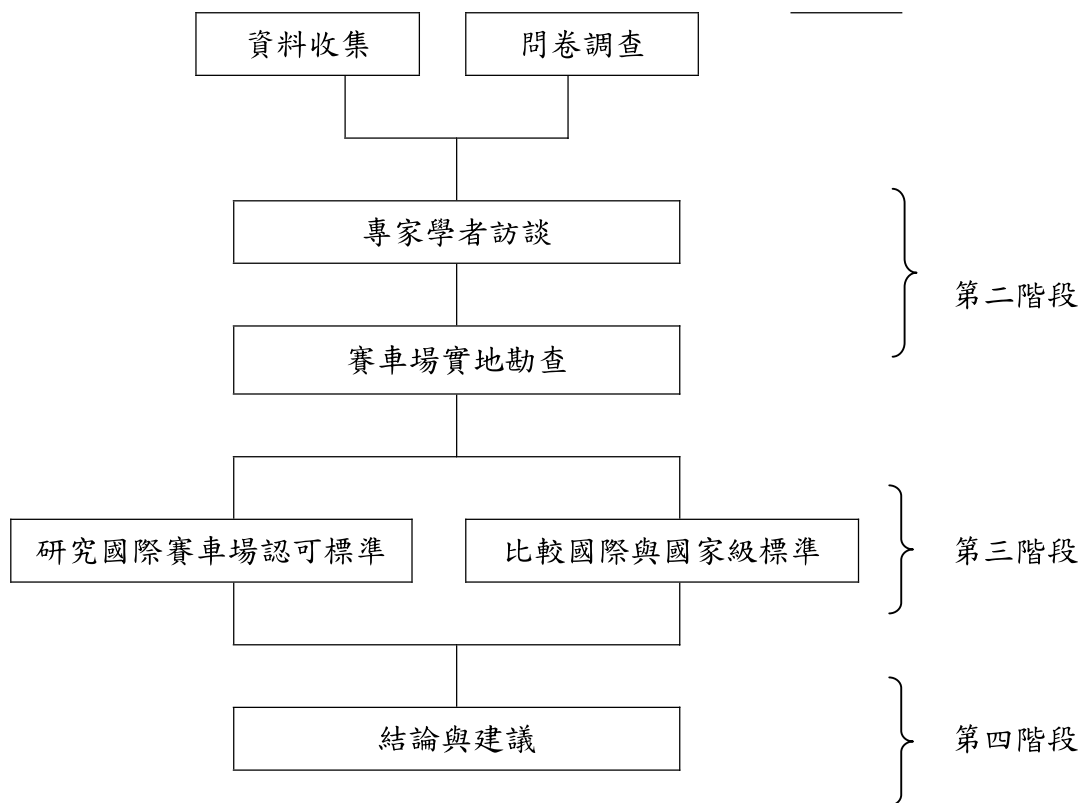 資料收集
問卷調查
專家學者訪談
第二階段
賽車場實地勘查
研究國際賽車場認可標準
比較國際與國家級標準
第三階段
結論與建議
第四階段